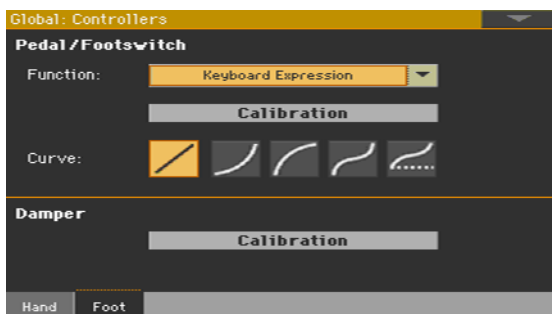 Global: Controllers
Pedal/Footswitch
Function: Keyboard Expression
Calibration
Curve:
Damper
Calibration
Hand Foot